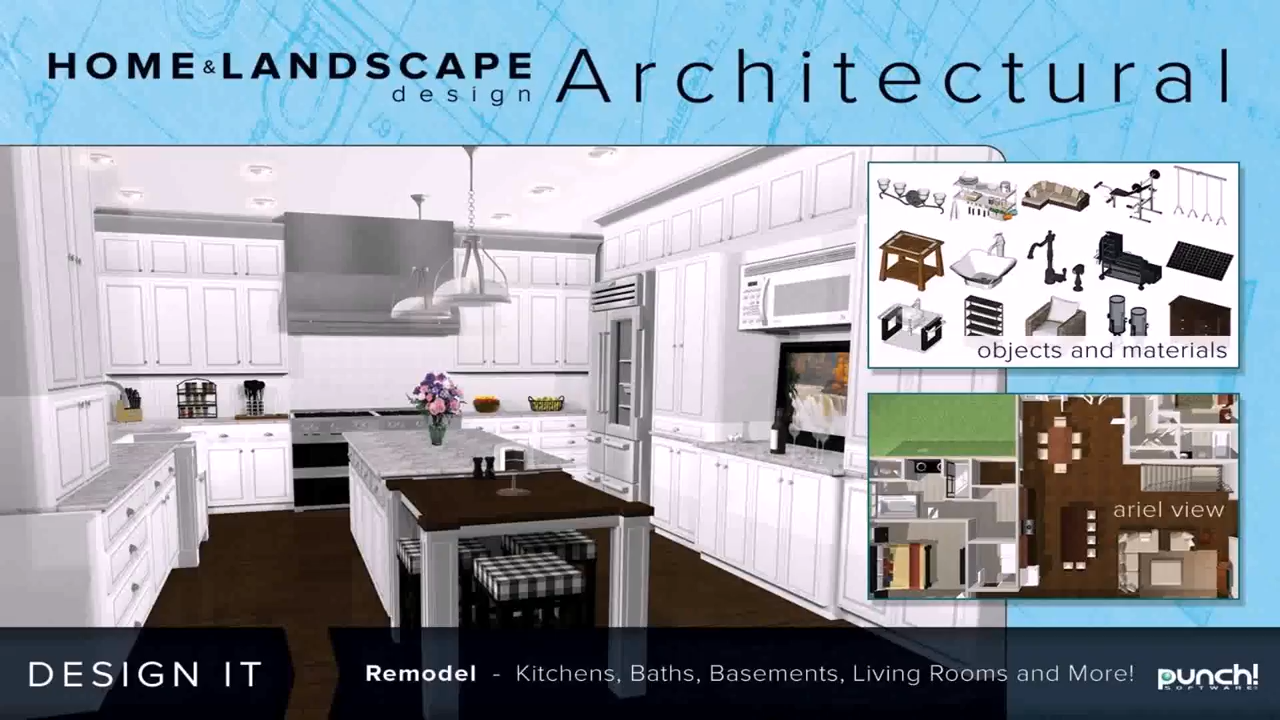 HOME & LANDSCAPE
design
Architectural
objects and materials
ariel view
DESIGN IT
Remodel - Kitchens, Baths, Basements, Living Rooms and More!
punch!
SOFTWARE